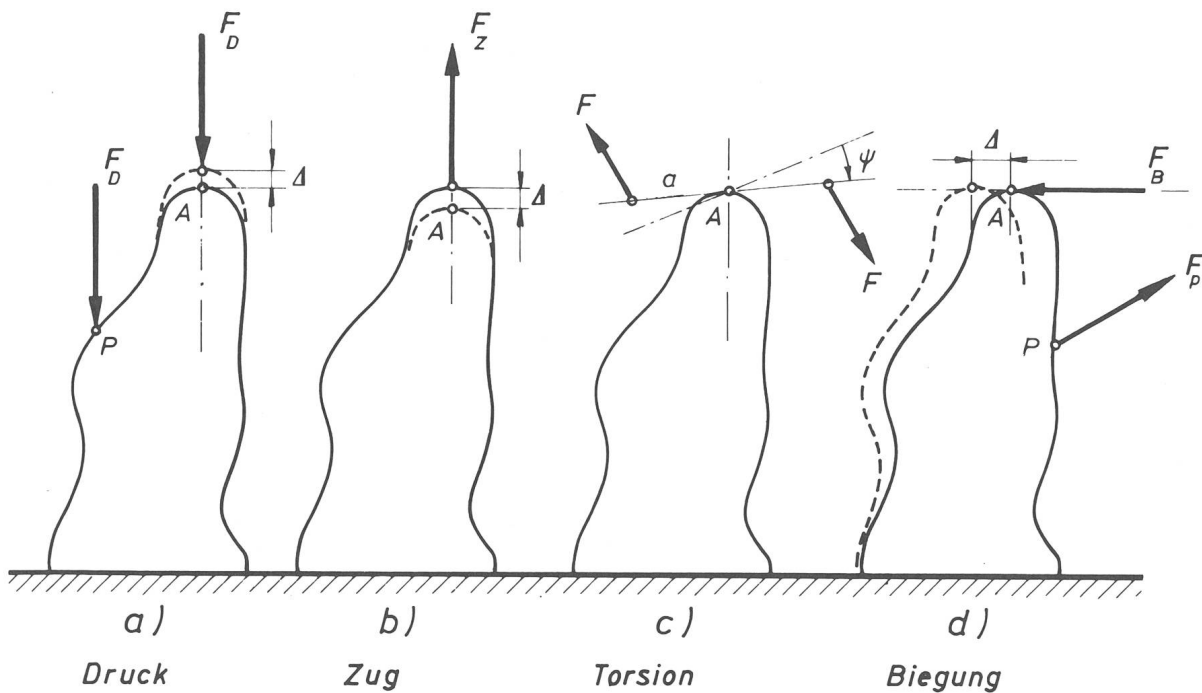 F_D
F_D
Δ
A
P
F_Z
Δ
A
F
a
ψ
A
F
Δ
F_B
A
F_P
P
a) b) c) d)
Druck Zug Torsion Biegung